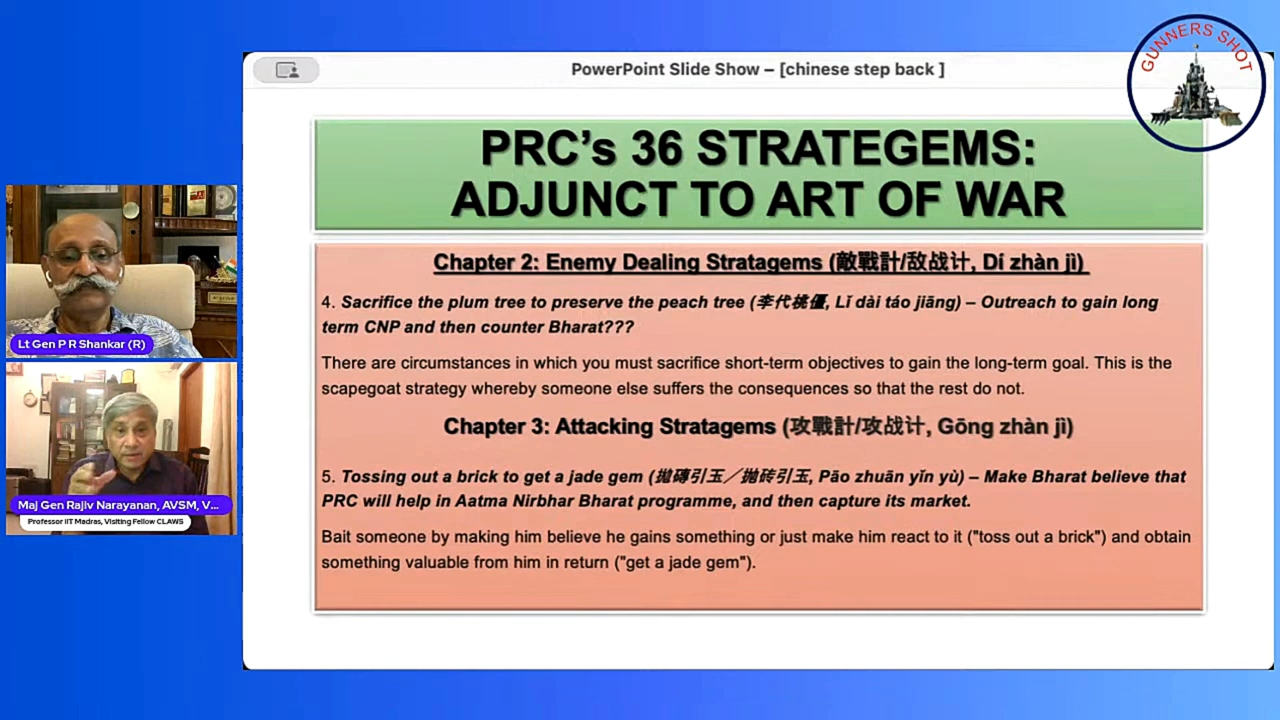 GUNNERS SHOT
PowerPoint Slide Show – [chinese step back ]
PRC's 36 STRATEGEMS:
ADJUNCT TO ART OF WAR
Chapter 2: Enemy Dealing Stratagems (敵戰計/敌战计, Dí zhàn jì)
4. Sacrifice the plum tree to preserve the peach tree (李代桃僵, Lǐ dài táo jiāng) – Outreach to gain long
term CNP and then counter Bharat???
There are circumstances in which you must sacrifice short-term objectives to gain the long-term goal. This is the
scapegoat strategy whereby someone else suffers the consequences so that the rest do not.
Chapter 3: Attacking Stratagems (攻戰計/攻战计, Gōng zhàn jì)
5. Tossing out a brick to get a jade gem (拋磚引玉／抛砖引玉, Pāo zhuān yǐn yù) – Make Bharat believe that
PRC will help in Aatma Nirbhar Bharat programme, and then capture its market.
Bait someone by making him believe he gains something or just make him react to it ("toss out a brick") and obtain
something valuable from him in return ("get a jade gem").
Lt Gen P R Shankar (R)
Maj Gen Rajiv Narayanan, AVSM, V...
Professor IIT Madras, Visiting Fellow CLAWS